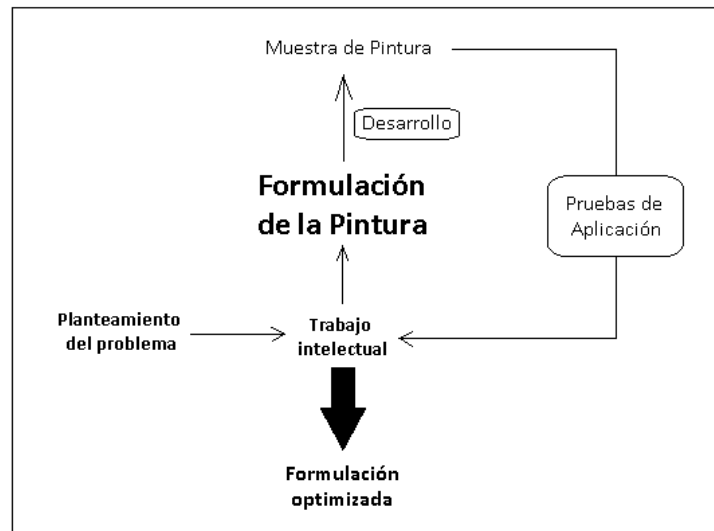 Muestra de Pintura
Desarrollo
Formulación
de la Pintura
Pruebas de
Aplicación
Planteamiento
del problema
Trabajo
intelectual
Formulación
optimizada